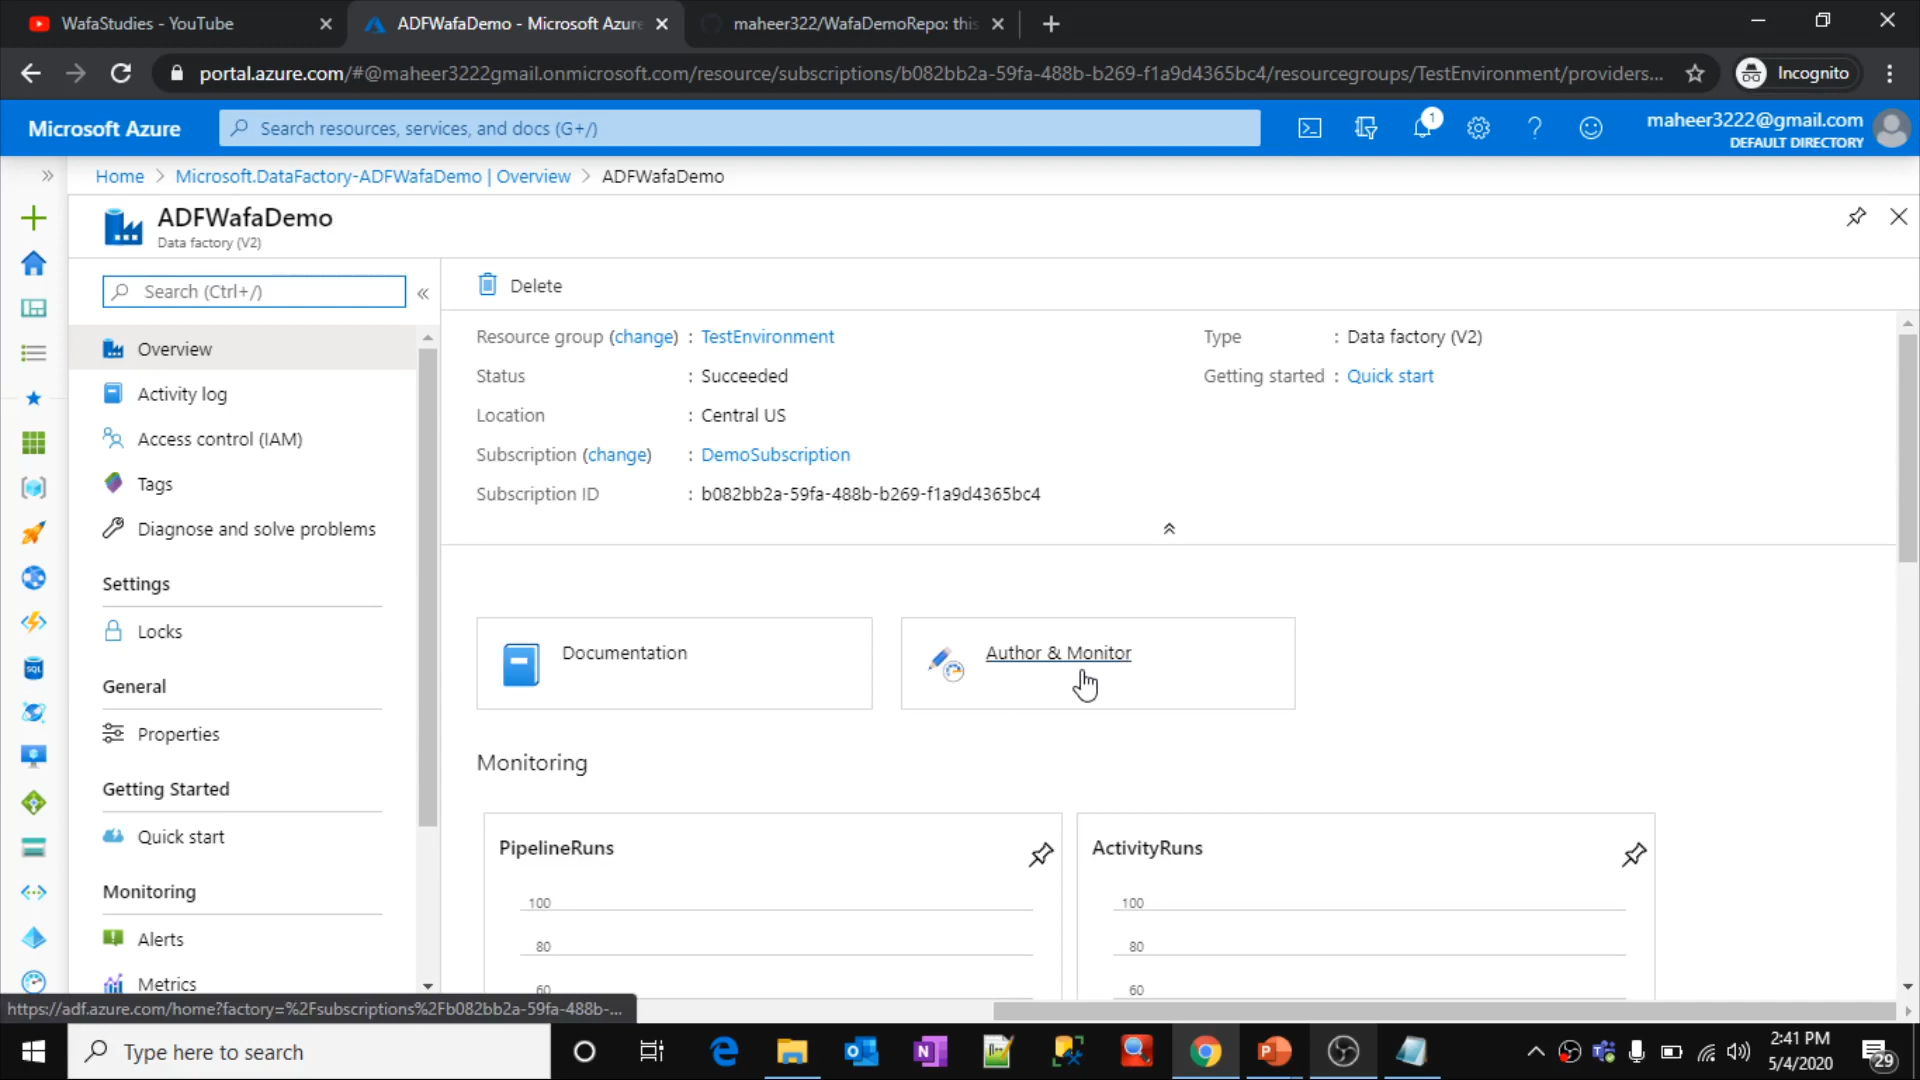 WafaStudies - YouTube
ADFWafaDemo - Microsoft Azure
maheer322/WafaDemoRepo: this
portal.azure.com/#@maheer3222gmail.onmicrosoft.com/resource/subscriptions/b082bb2a-59fa-488b-b269-f1a9d4365bc4/resourcegroups/TestEnvironment/providers...
Incognito
Microsoft Azure
Search resources, services, and docs (G+/)
1
maheer3222@gmail.com
DEFAULT DIRECTORY
Home > Microsoft.DataFactory-ADFWafaDemo | Overview > ADFWafaDemo
ADFWafaDemo
Data factory (V2)
Search (Ctrl+/)
Overview
Activity log
Access control (IAM)
Tags
Diagnose and solve problems
Settings
Locks
General
Properties
Getting Started
Quick start
Monitoring
Alerts
Metrics
Delete
Resource group (change) : TestEnvironment
Status : Succeeded
Location : Central US
Subscription (change) : DemoSubscription
Subscription ID : b082bb2a-59fa-488b-b269-f1a9d4365bc4
Type : Data factory (V2)
Getting started : Quick start
Documentation
Author & Monitor
Monitoring
PipelineRuns
100
80
60
ActivityRuns
100
80
60
https://adf.azure.com/home?factory=%2Fsubscriptions%2Fb082bb2a-59fa-488b-...
Type here to search
2:41 PM
5/4/2020
29